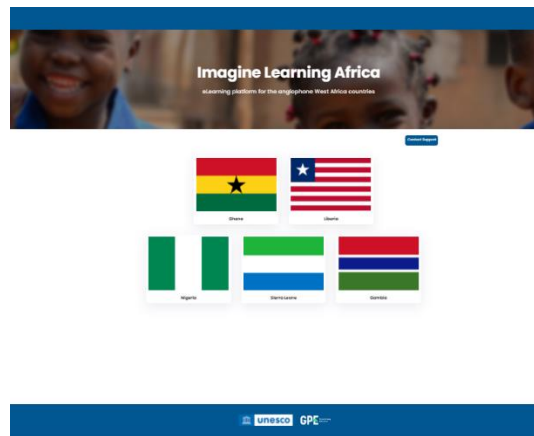 Imagine Learning Africa
eLearning platform for the anglophone West Africa countries
Contact Support
Ghana
Liberia
Nigeria
Sierra Leone
Gambia
unesco
GPE